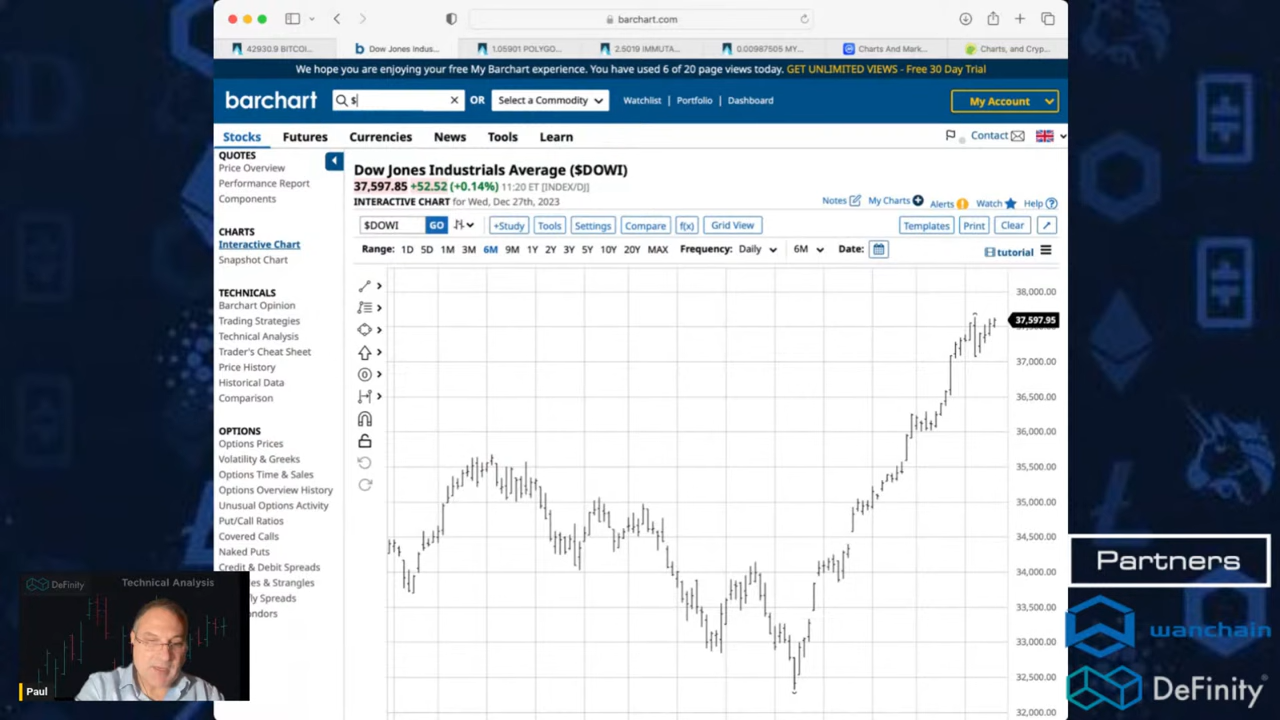 barchart.com
42930.9 BITCOI...
Dow Jones Indus...
1.05901 POLYGO...
2.5019 IMMUTA...
0.00987505 MY...
Charts And Mark...
Charts, and Cryp...
We hope you are enjoying your free My Barchart experience. You have used 6 of 20 page views today. GET UNLIMITED VIEWS - Free 30 Day Trial
barchart
$
OR
Select a Commodity
Watchlist | Portfolio | Dashboard
My Account
Stocks
Futures
Currencies
News
Tools
Learn
Contact
QUOTES
Price Overview
Performance Report
Components
CHARTS
Interactive Chart
Snapshot Chart
TECHNICALS
Barchart Opinion
Trading Strategies
Technical Analysis
Trader's Cheat Sheet
Price History
Historical Data
Comparison
OPTIONS
Options Prices
Volatility & Greeks
Options Time & Sales
Options Overview History
Unusual Options Activity
Put/Call Ratios
Covered Calls
Naked Puts
Credit & Debit Spreads
es & Strangles
fly Spreads
andors
Dow Jones Industrials Average ($DOWI)
37,597.85 +52.52 (+0.14%) 11:20 ET [INDEX/DJ]
INTERACTIVE CHART for Wed, Dec 27th, 2023
Notes
My Charts
Alerts
Watch
Help
$DOWI
GO
+Study
Tools
Settings
Compare
f(x)
Grid View
Templates
Print
Clear
Range: 1D 5D 1M 3M 6M 9M 1Y 2Y 3Y 5Y 10Y 20Y MAX
Frequency: Daily
6M
Date:
tutorial
38,000.00
37,597.95
37,000.00
36,500.00
36,000.00
35,500.00
35,000.00
34,500.00
34,000.00
33,500.00
33,000.00
32,500.00
32,000.00
DeFinity
Technical Analysis
Paul
Partners
wanchain
DeFinity